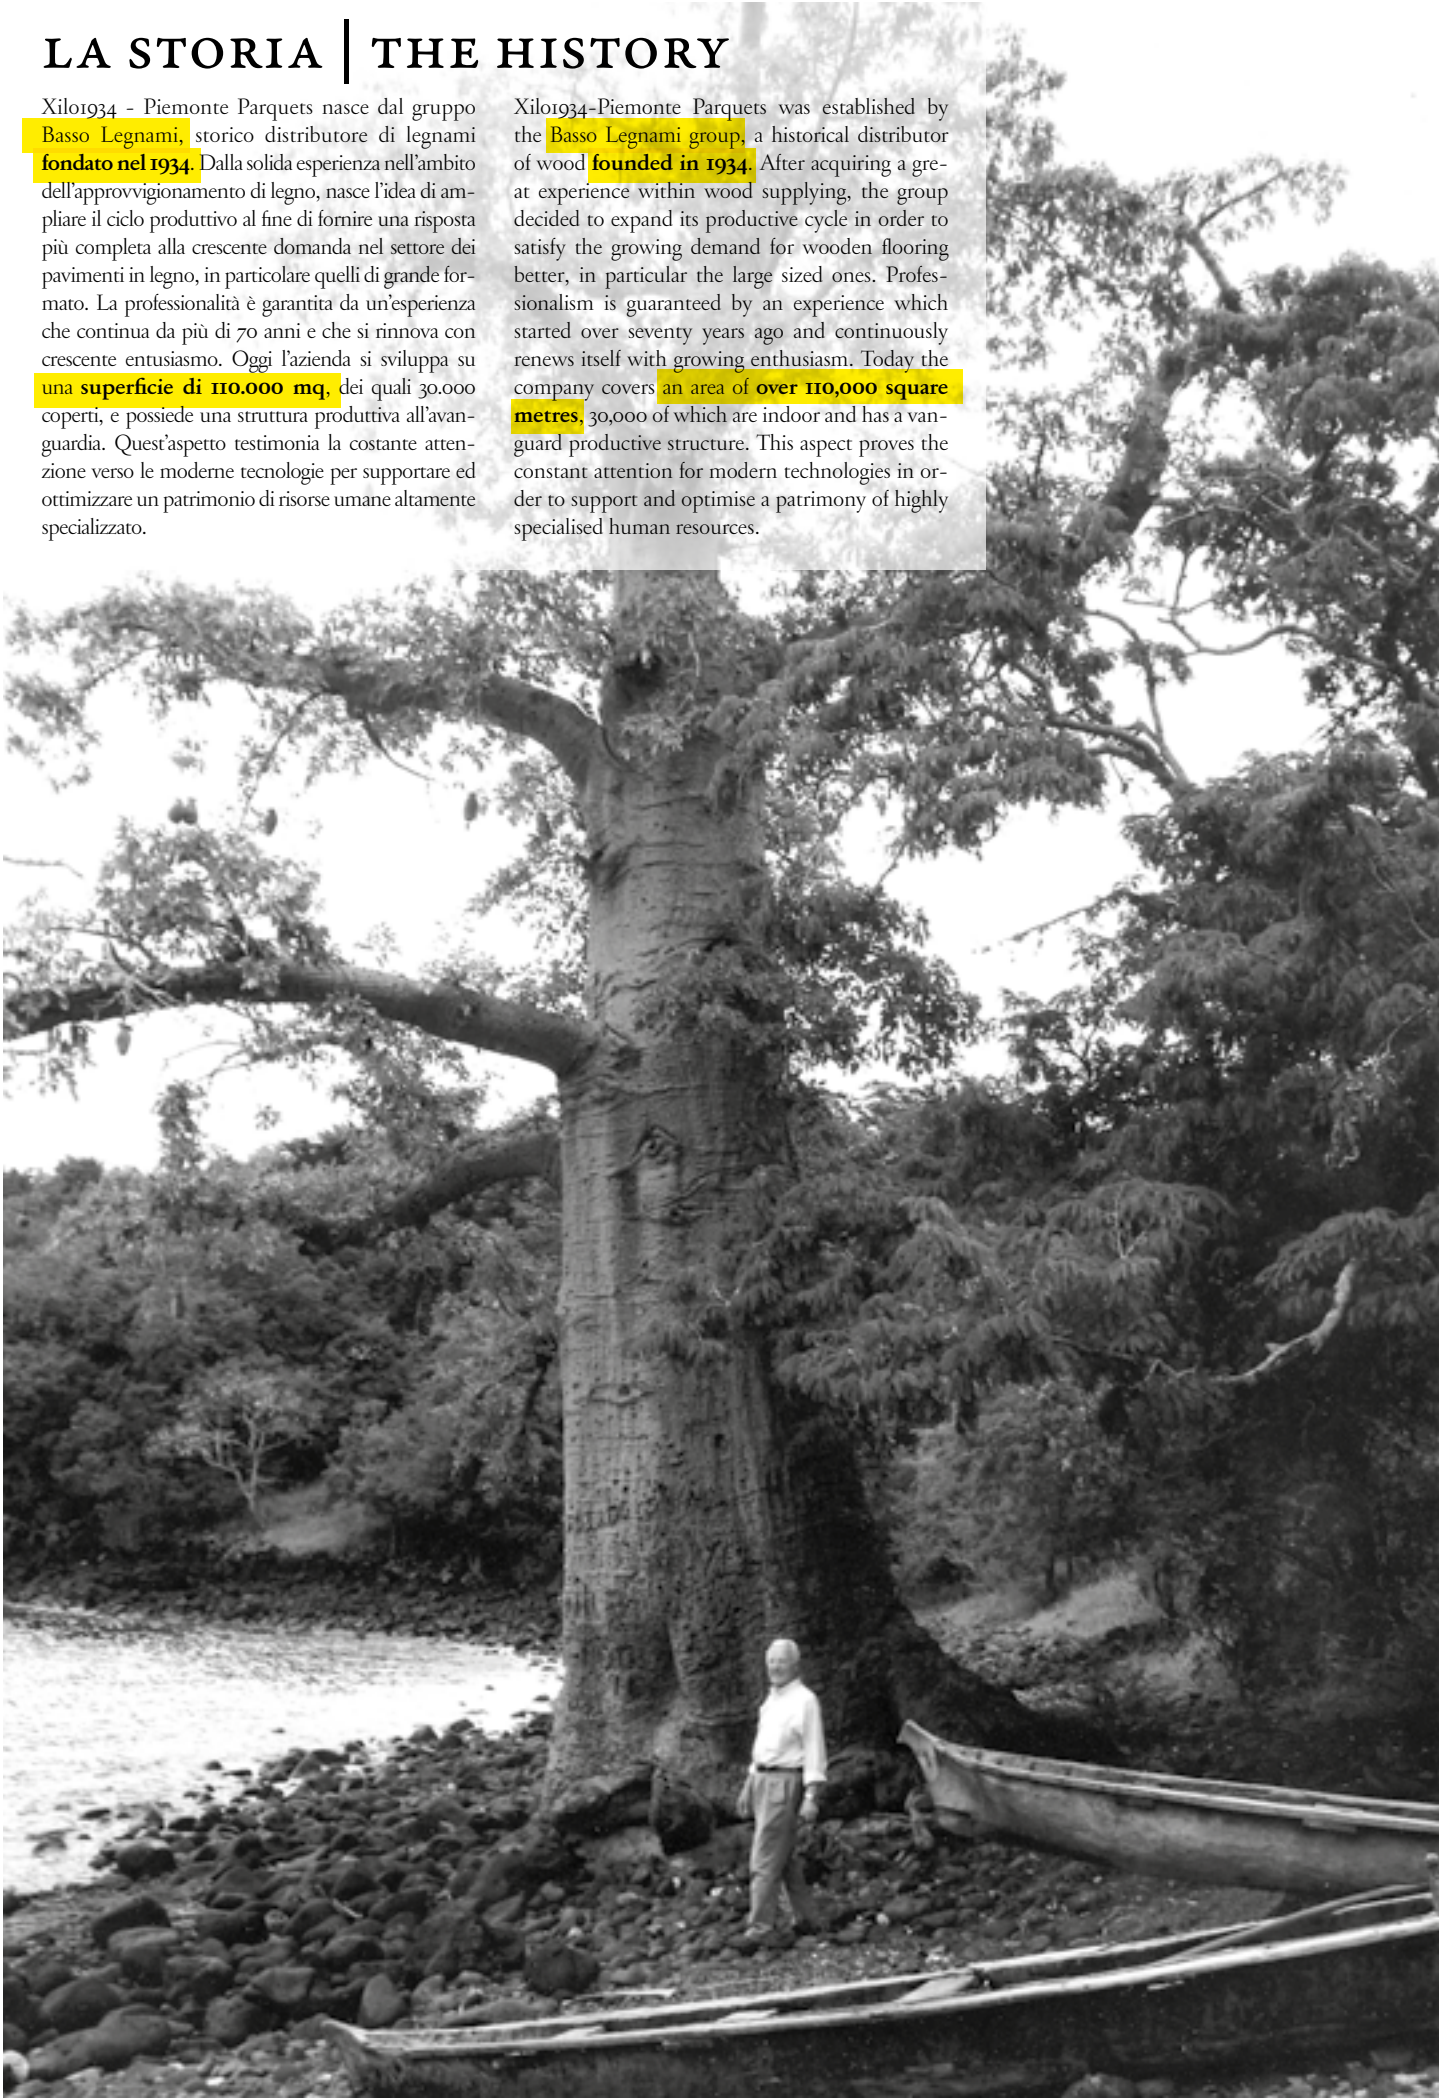 LA STORIA | THE HISTORY
Xilo1934 - Piemonte Parquets nasce dal gruppo
Basso Legnami, storico distributore di legnami
fondato nel 1934. Dalla solida esperienza nell'ambito
dell'approvvigionamento di legno, nasce l'idea di am-
pliare il ciclo produttivo al fine di fornire una risposta
più completa alla crescente domanda nel settore dei
pavimenti in legno, in particolare quelli di grande for-
mato. La professionalità è garantita da un'esperienza
che continua da più di 70 anni e che si rinnova con
crescente entusiasmo. Oggi l'azienda si sviluppa su
una superficie di 110.000 mq, dei quali 30.000
coperti, e possiede una struttura produttiva all'avan-
guardia. Quest'aspetto testimonia la costante atten-
zione verso le moderne tecnologie per supportare ed
ottimizzare un patrimonio di risorse umane altamente
specializzato.
Xilo1934-Piemonte Parquets was established by
the Basso Legnami group, a historical distributor
of wood founded in 1934. After acquiring a gre-
at experience within wood supplying, the group
decided to expand its productive cycle in order to
satisfy the growing demand for wooden flooring
better, in particular the large sized ones. Profes-
sionalism is guaranteed by an experience which
started over seventy years ago and continuously
renews itself with growing enthusiasm. Today the
company covers an area of over 110,000 square
metres, 30,000 of which are indoor and has a van-
guard productive structure. This aspect proves the
constant attention for modern technologies in or-
der to support and optimise a patrimony of highly
specialised human resources.